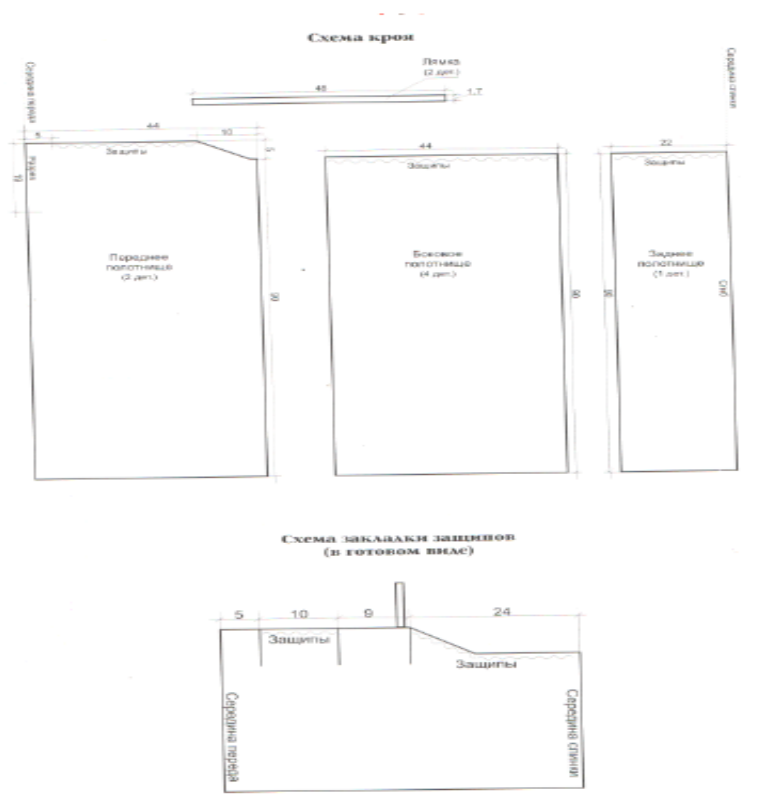 Схема кроя
Лямка
(2 дет.)
48
1.7
Середина переда
Середина спинки
44
5
10
5
Защипы
Разрез
19
44
Защипы
22
Защипы
Переднее
полотнище
(2 дет.)
99
Боковое
полотнище
(4 дет.)
Заднее
полотнище
(1 дет.)
Сгиб
Схема закладки защипов
(в готовом виде)
5
10
9
24
Защипы
Защипы
Середина переда
Середина спинки